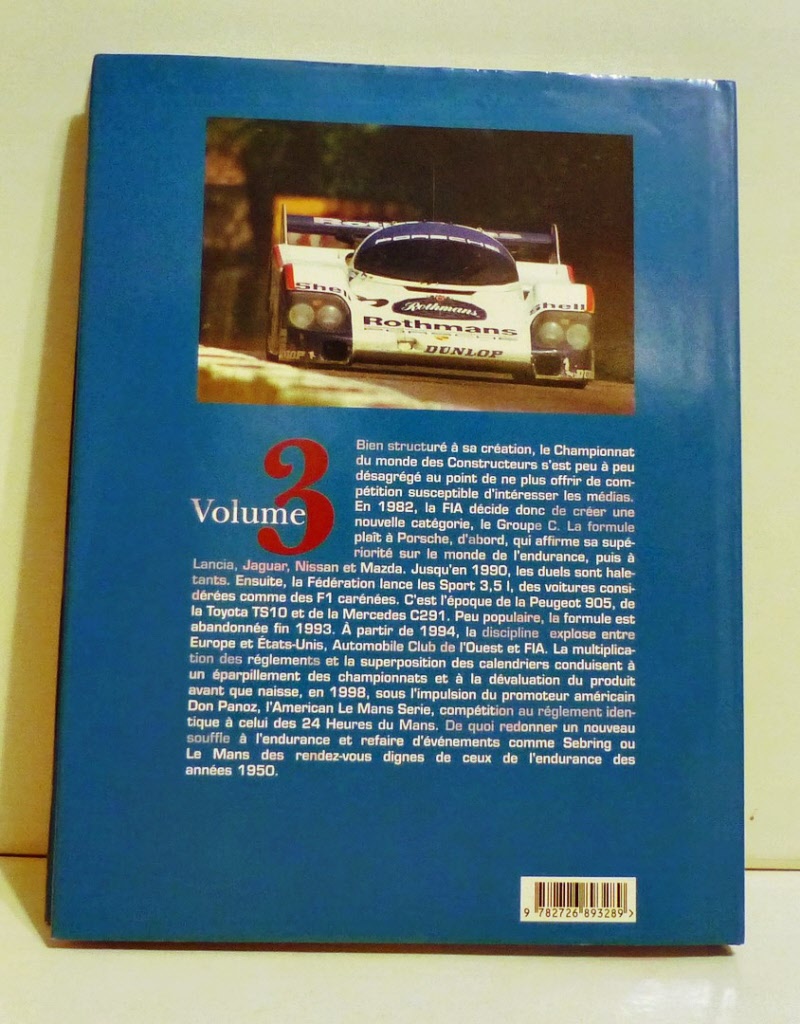 Shell
Shell
Rothmans
Rothmans
PORSCHE
DUNLOP
Volume 3
Bien structuré à sa création, le Championnat
du monde des Constructeurs s'est peu à peu
désagrégé au point de ne plus offrir de com-
pétition susceptible d'intéresser les médias.
En 1982, la FIA décide donc de créer une
nouvelle catégorie, le Groupe C. La formule
plaît à Porsche, d'abord, qui affirme sa supé-
riorité sur le monde de l'endurance, puis à
Lancia, Jaguar, Nissan et Mazda. Jusqu'en 1990, les duels sont hale-
tants. Ensuite, la Fédération lance les Sport 3,5 l, des voitures consi-
dérées comme des F1 carénées. C'est l'époque de la Peugeot 905, de
la Toyota TS10 et de la Mercedes C291. Peu populaire, la formule est
abandonnée fin 1993. À partir de 1994, la discipline explose entre
Europe et États-Unis, Automobile Club de l'Ouest et FIA. La multiplica-
tion des réglements et la superposition des calendriers conduisent à
un éparpillement des championnats et à la dévaluation du produit
avant que naisse, en 1998, sous l'impulsion du promoteur américain
Don Panoz, l'American Le Mans Serie, compétition au réglement iden-
tique à celui des 24 Heures du Mans. De quoi redonner un nouveau
souffle à l'endurance et refaire d'événements comme Sebring ou
Le Mans des rendez-vous dignes de ceux de l'endurance des
années 1950.
9 782726 893289 >